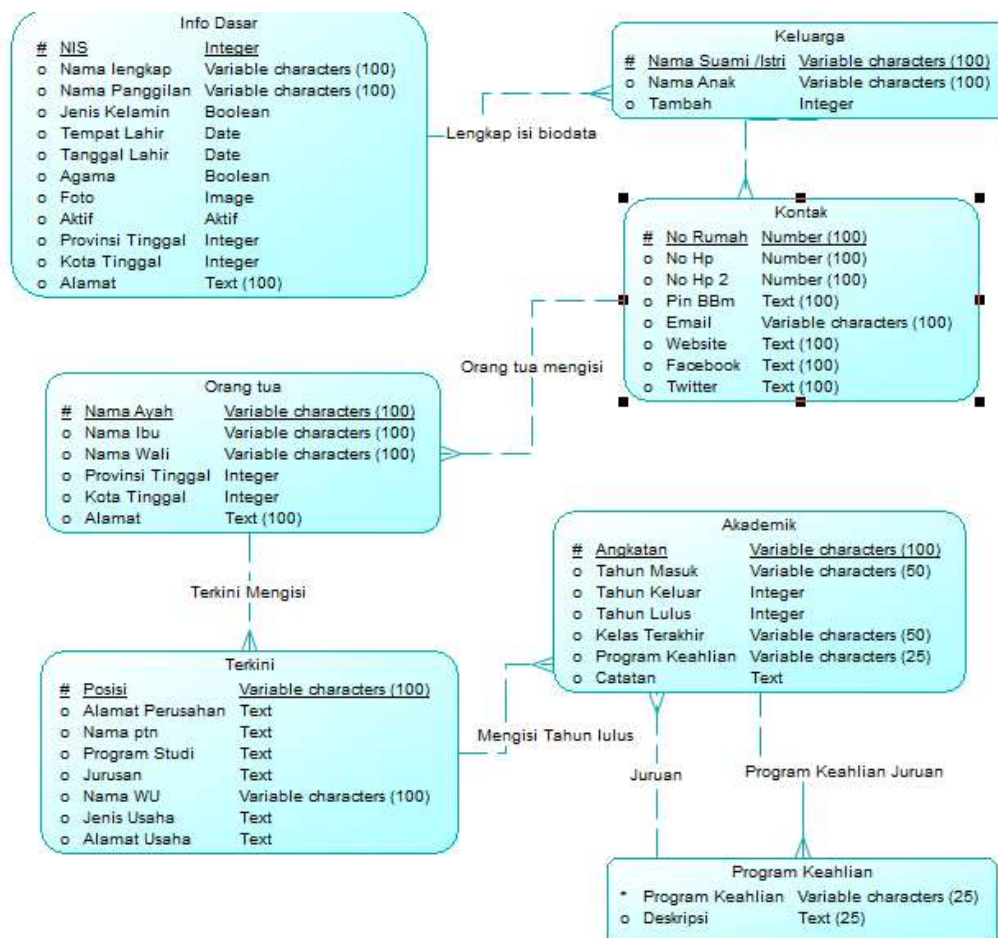 Info Dasar
# NIS Integer
o Nama lengkap Variable characters (100)
o Nama Panggilan Variable characters (100)
o Jenis Kelamin Boolean
o Tempat Lahir Date
o Tanggal Lahir Date
o Agama Boolean
o Foto Image
o Aktif Aktif
o Provinsi Tinggal Integer
o Kota Tinggal Integer
o Alamat Text (100)
Lengkap isi biodata
Keluarga
# Nama Suami /Istri Variable characters (100)
o Nama Anak Variable characters (100)
o Tambah Integer
Kontak
# No Rumah Number (100)
o No Hp Number (100)
o No Hp 2 Number (100)
o Pin BBm Text (100)
o Email Variable characters (100)
o Website Text (100)
o Facebook Text (100)
o Twitter Text (100)
Orang tua mengisi
Orang tua
# Nama Ayah Variable characters (100)
o Nama Ibu Variable characters (100)
o Nama Wali Variable characters (100)
o Provinsi Tinggal Integer
o Kota Tinggal Integer
o Alamat Text (100)
Terkini Mengisi
Terkini
# Posisi Variable characters (100)
o Alamat Perusahan Text
o Nama ptn Text
o Program Studi Text
o Jurusan Text
o Nama WU Variable characters (100)
o Jenis Usaha Text
o Alamat Usaha Text
Mengisi Tahun lulus
Akademik
# Angkatan Variable characters (100)
o Tahun Masuk Variable characters (50)
o Tahun Keluar Integer
o Tahun Lulus Integer
o Kelas Terakhir Variable characters (50)
o Program Keahlian Variable characters (25)
o Catatan Text
Juruan
Program Keahlian Juruan
Program Keahlian
* Program Keahlian Variable characters (25)
o Deskripsi Text (25)